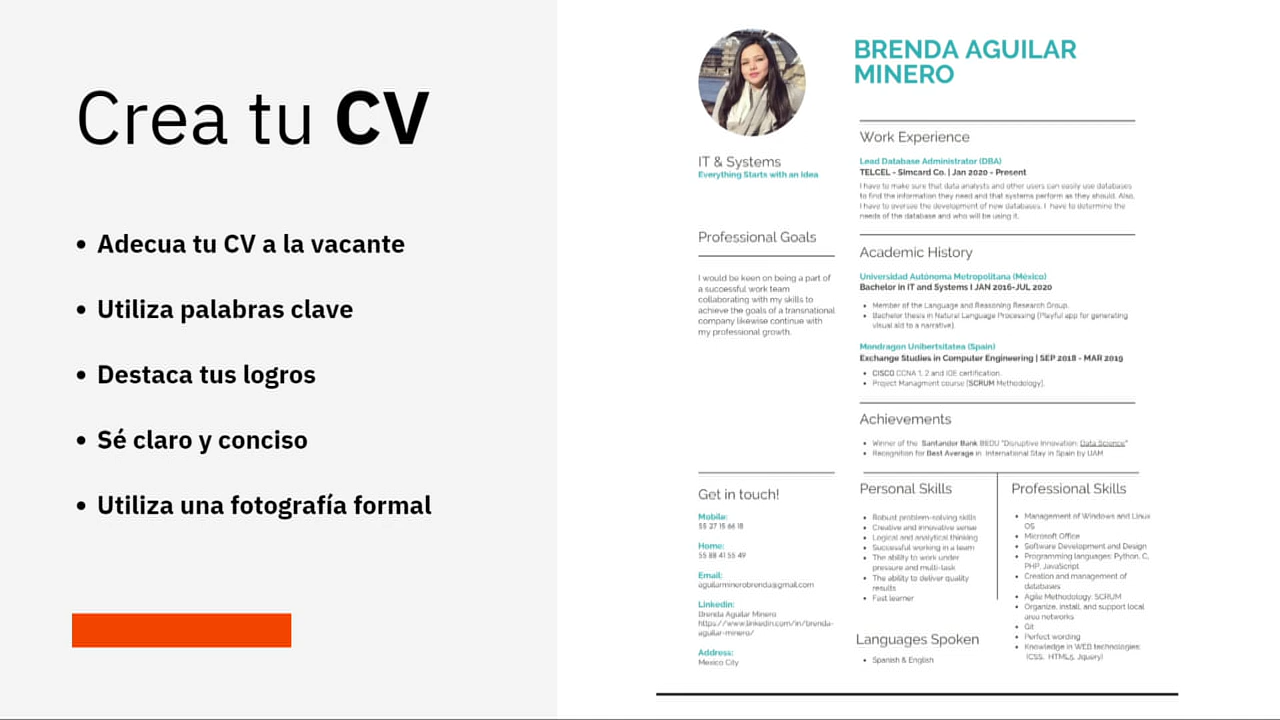 Crea tu CV
• Adecua tu CV a la vacante
• Utiliza palabras clave
• Destaca tus logros
• Sé claro y conciso
• Utiliza una fotografía formal
BRENDA AGUILAR
MINERO
IT & Systems
Everything Starts with an Idea
Professional Goals
I would be keen on being a part of
a successful work team
collaborating with my skills to
achieve the goals of a transnational
company likewise continue with
my professional growth.
Work Experience
Lead Database Administrator (DBA)
TELCEL - Simcard Co. | Jan 2020 - Present
I have to make sure that data analysts and other users can easily use databases
to find the information they need and that systems perform as they should. Also,
I have to oversee the development of new databases. I have to determine the
needs of the database and who will be using it.
Academic History
Universidad Autónoma Metropolitana (México)
Bachelor in IT and Systems I JAN 2016-JUL 2020
• Member of the Language and Reasoning Research Group.
• Bachelor thesis in Natural Language Processing (Playful app for generating
visual aid to a narrative).
Mondragon Unibertsitatea (Spain)
Exchange Studies in Computer Engineering | SEP 2018 - MAR 2019
• CISCO CCNA 1, 2 and IOE certification.
• Project Managment course (SCRUM Methodology).
Achievements
• Winner of the Santander Bank BEDU "Disruptive Innovation: Data Science"
• Recognition for Best Average in International Stay in Spain by UAM
Get in touch!
Mobile:
55 27 15 66 18
Home:
55 88 41 55 49
Email:
aguilarminerobrenda@gmail.com
Linkedin:
Brenda Aguilar Minero
https://www.linkedin.com/in/brenda-
aguilar-minero/
Address:
Mexico City
Personal Skills
• Robust problem-solving skills
• Creative and innovative sense
• Logical and analytical thinking
• Successful working in a team
• The ability to work under
pressure and multi-task
• The ability to deliver quality
results
• Fast learner
Languages Spoken
• Spanish & English
Professional Skills
• Management of Windows and Linux
OS
• Microsoft Office
• Software Development and Design
• Programming languages: Python, C,
PHP, JavaScript
• Creation and management of
databases
• Agile Methodology: SCRUM
• Organize, install, and support local
area networks
• Git
• Perfect wording
• Knowledge in WEB technologies
(CSS, HTML5, Jquery)